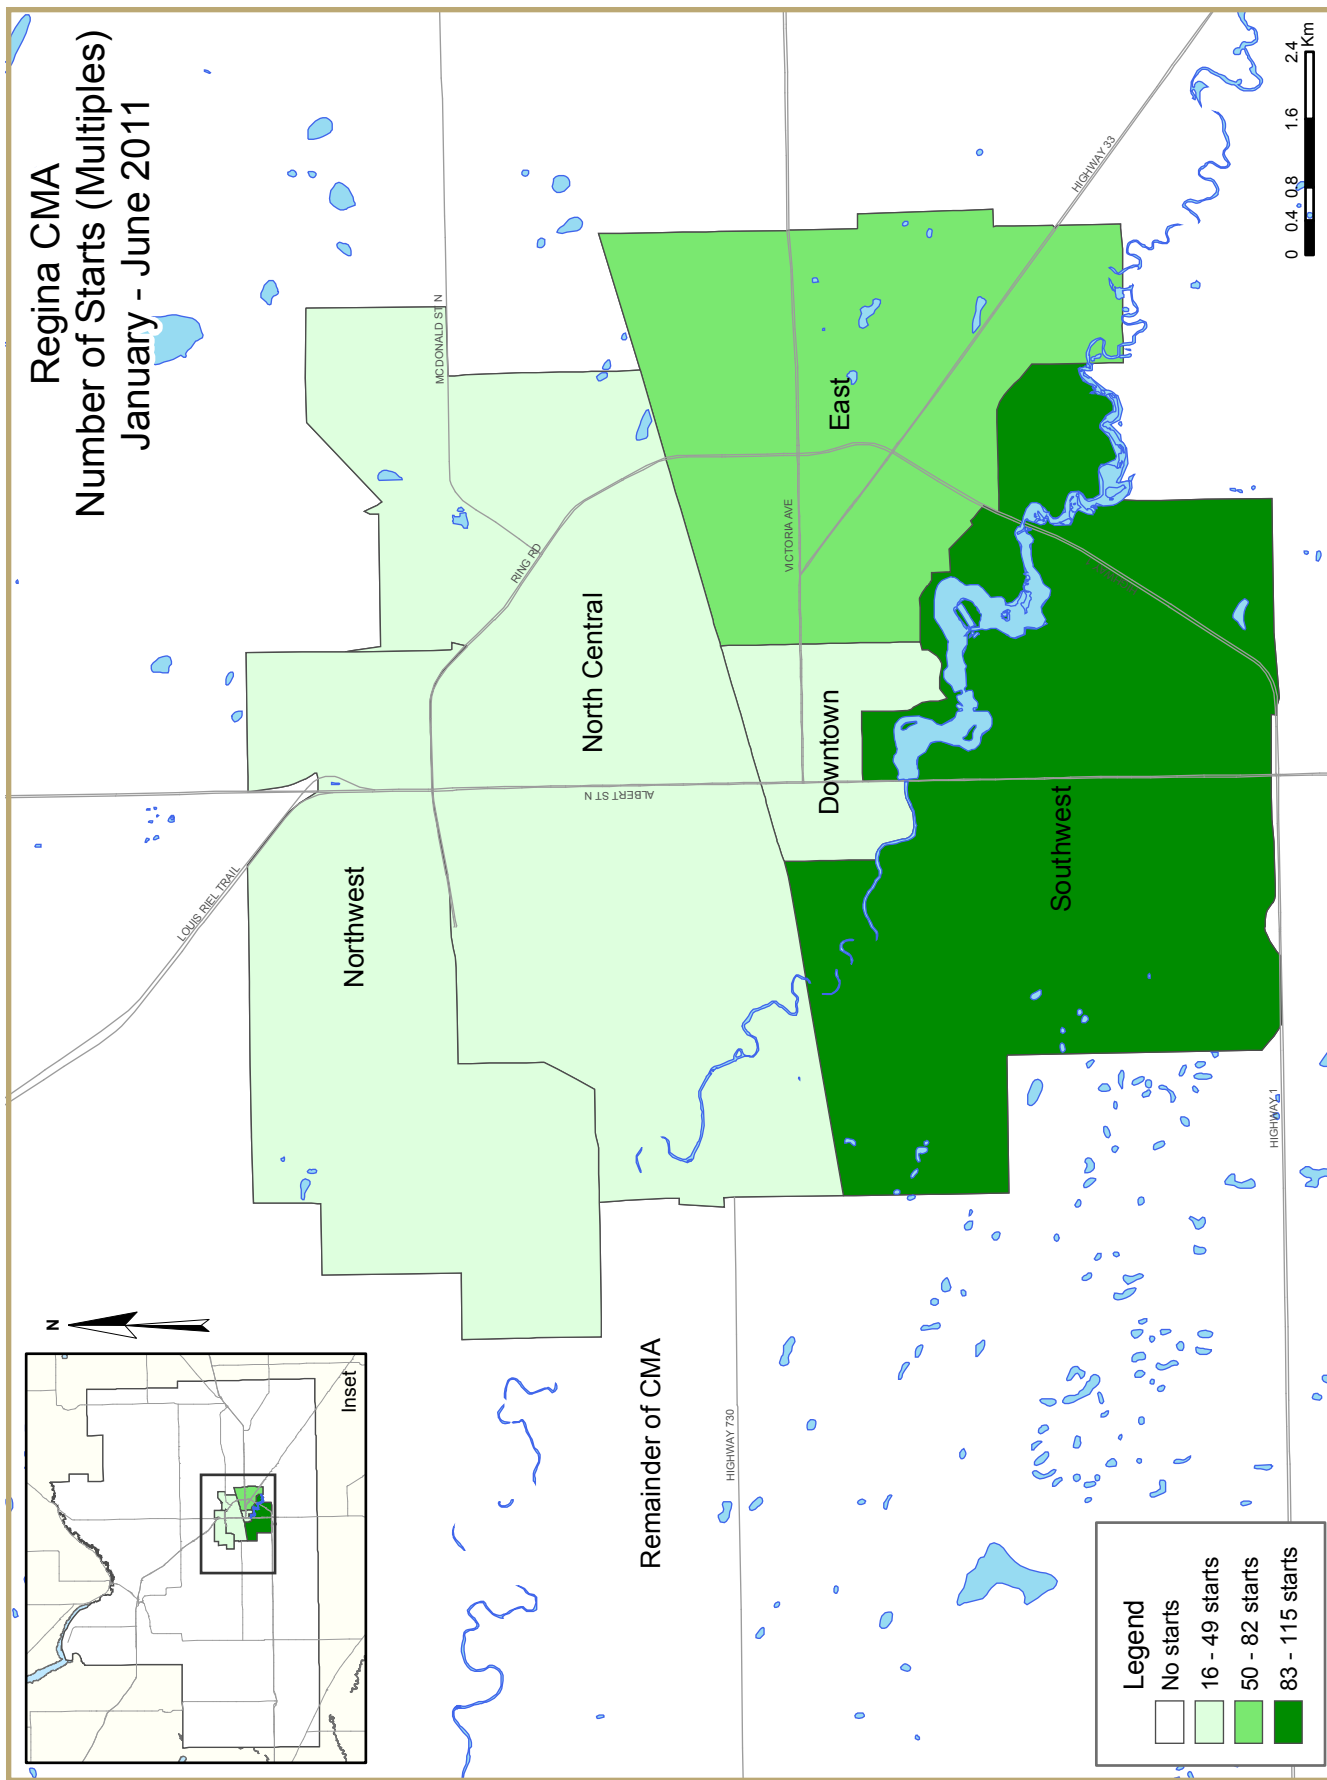 Regina CMA
Number of Starts (Multiples)
January - June 2011
N
Inset
LOUIS RIEL TRAIL
MCDONALD ST N
RING RD
ALBERT ST N
VICTORIA AVE
HIGHWAY 33
HIGHWAY 730
HIGHWAY 1
Northwest
North Central
Downtown
East
Southwest
Remainder of CMA
Legend
No starts
16 - 49 starts
50 - 82 starts
83 - 115 starts
0 0.4 0.8 1.6 2.4
Km